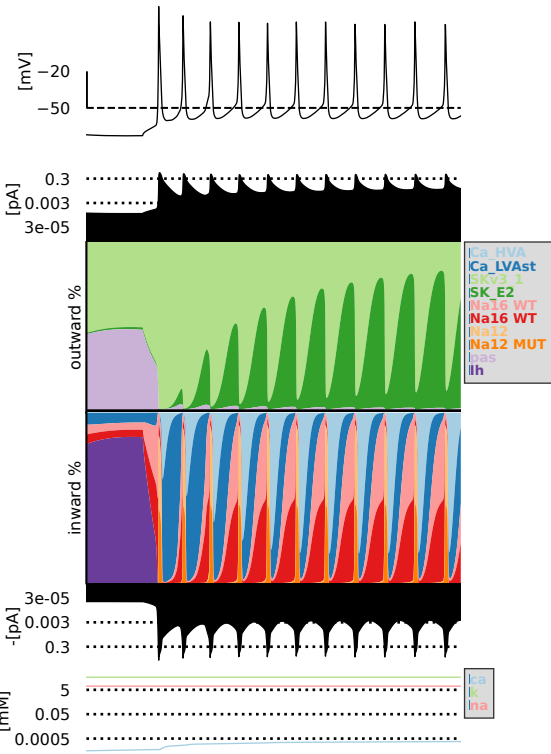 [mV]
−20
−50
[pA]
0.3
0.003
3e-05
outward %
Ca_HVA
Ca_LVAst
SKv3_1
SK_E2
Na16 WT
Na16 WT
Na12
Na12 MUT
pas
Ih
inward %
-[pA]
3e-05
0.003
0.3
[mM]
5
0.05
0.0005
ca
k
na